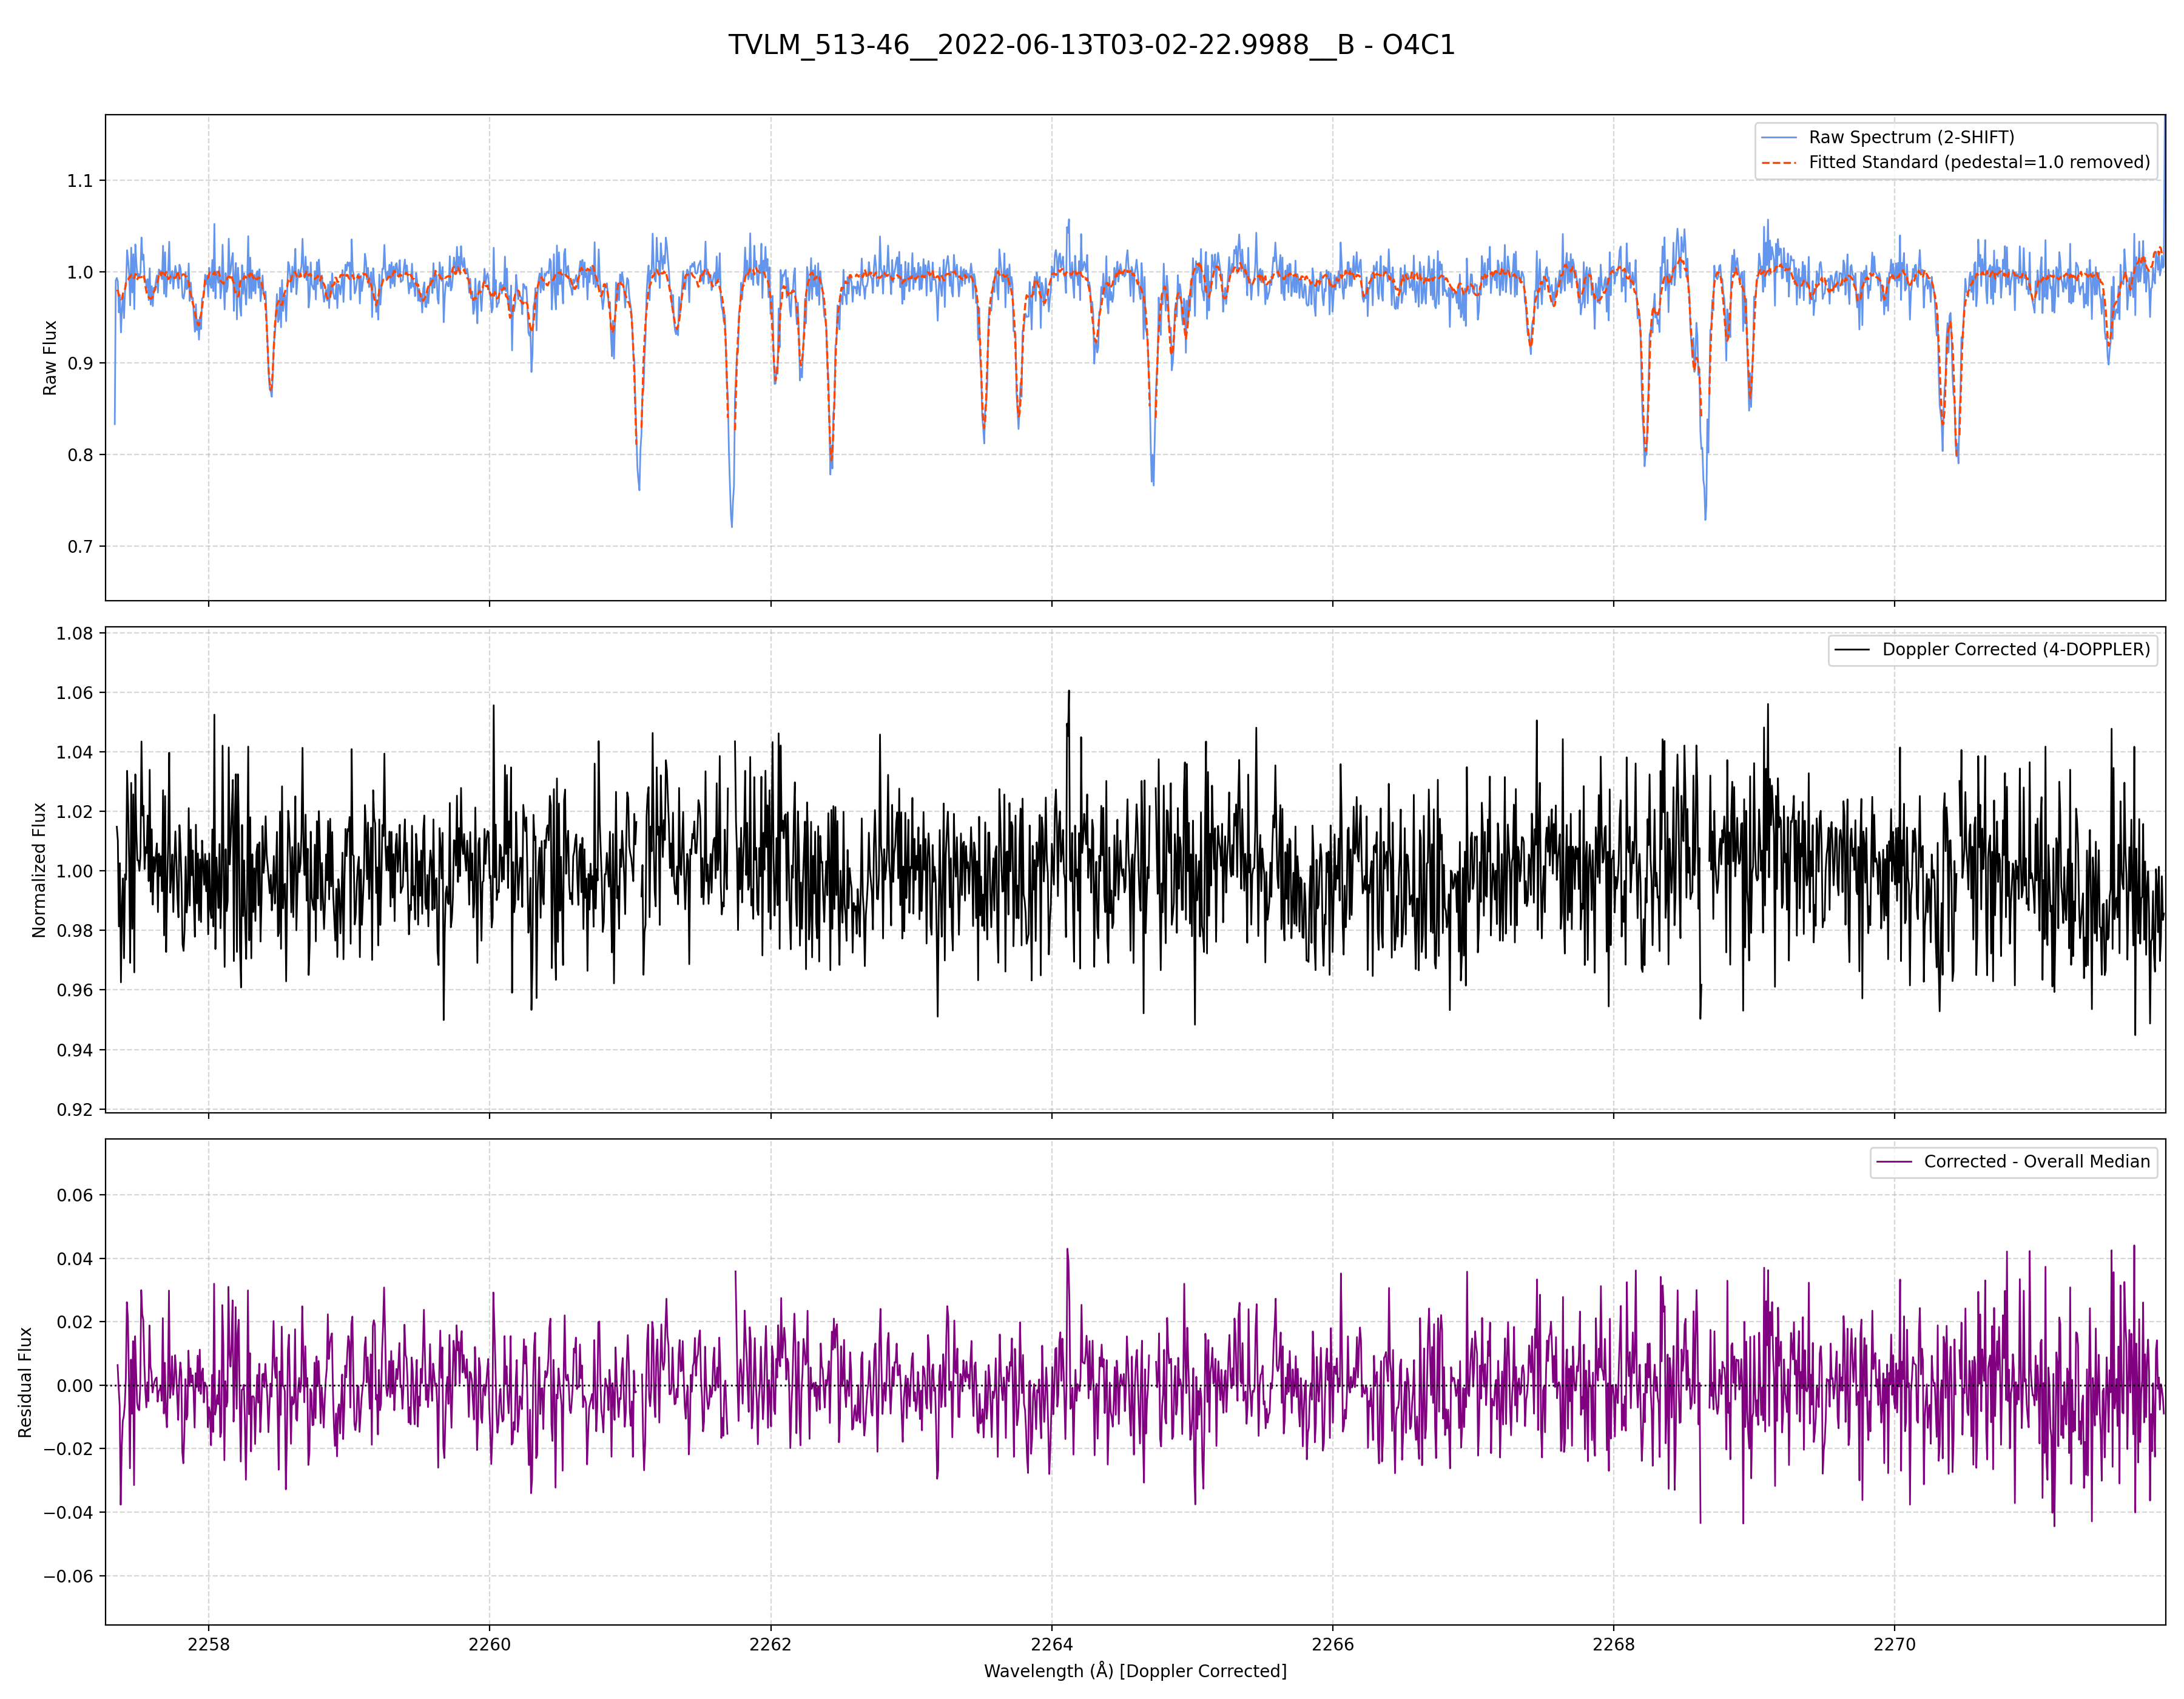 TVLM_513-46__2022-06-13T03-02-22.9988__B - O4C1
Raw Spectrum (2-SHIFT)
Fitted Standard (pedestal=1.0 removed)
1.1
1.0
0.9
0.8
0.7
Raw Flux
Doppler Corrected (4-DOPPLER)
1.08
1.06
1.04
1.02
1.00
0.98
0.96
0.94
0.92
Normalized Flux
Corrected - Overall Median
0.06
0.04
0.02
0.00
−0.02
−0.04
−0.06
Residual Flux
2258 2260 2262 2264 2266 2268 2270
Wavelength (Å) [Doppler Corrected]